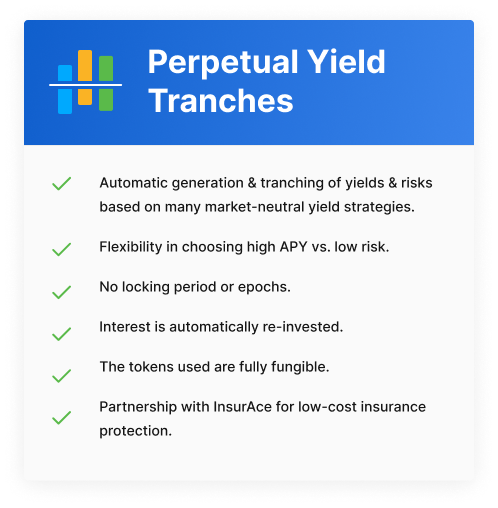 Perpetual Yield
Tranches
Automatic generation & tranching of yields & risks
based on many market-neutral yield strategies.
Flexibility in choosing high APY vs. low risk.
No locking period or epochs.
Interest is automatically re-invested.
The tokens used are fully fungible.
Partnership with InsurAce for low-cost insurance
protection.